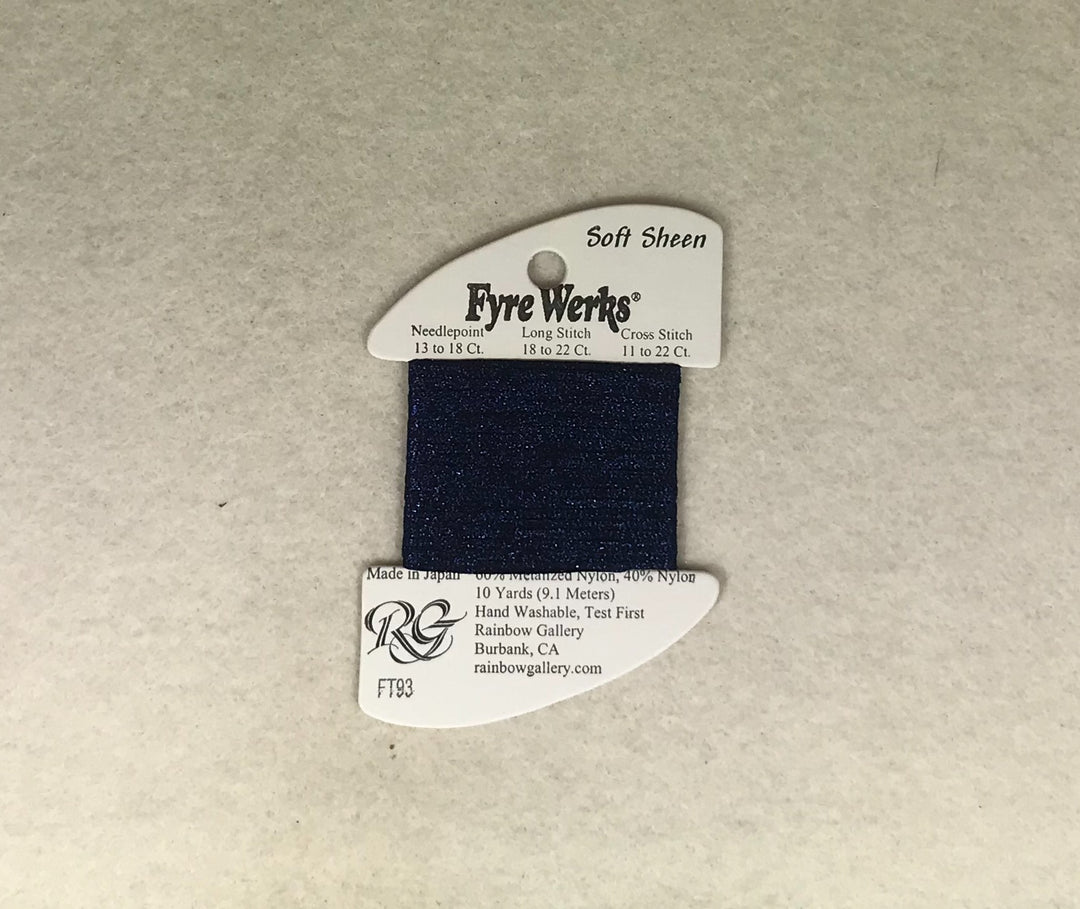 Soft Sheen
Fyre Werks®
Needlepoint Long Stitch Cross Stitch
13 to 18 Ct. 18 to 22 Ct. 11 to 22 Ct.
Made in Japan 60% Metalized Nylon, 40% Nylon
10 Yards (9.1 Meters)
Hand Washable, Test First
RG
Rainbow Gallery
Burbank, CA
rainbowgallery.com
FT93